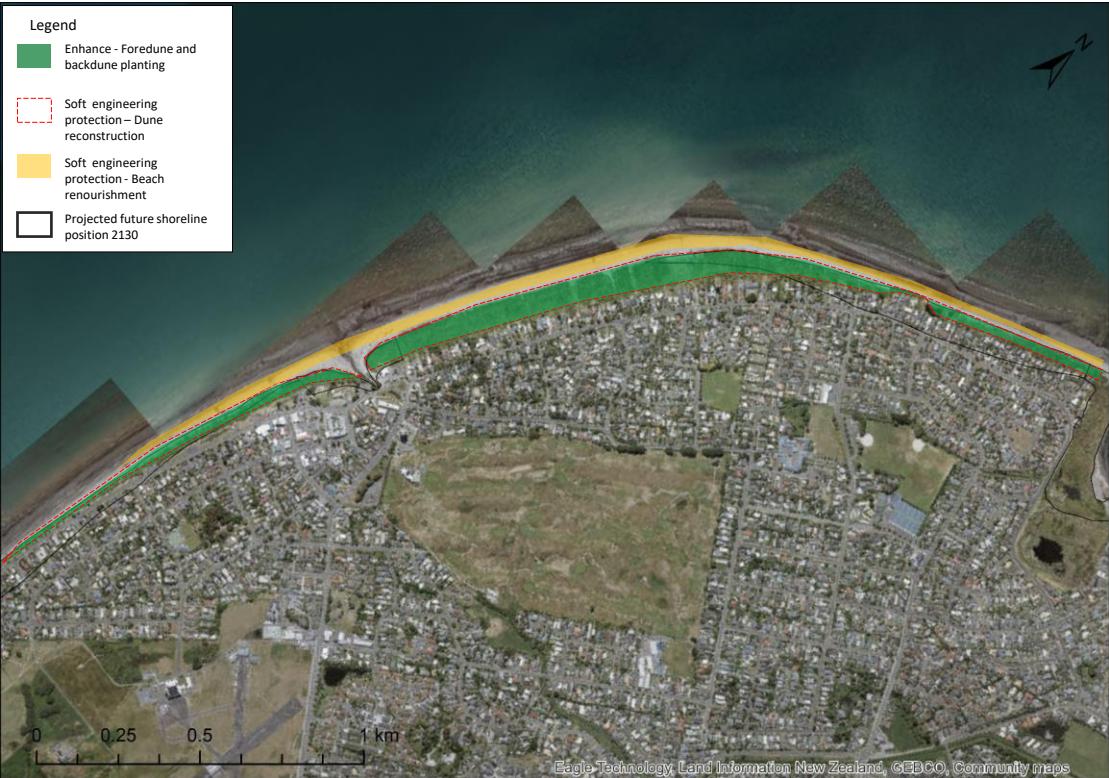 Legend
Enhance - Foredune and
backdune planting
Soft engineering
protection – Dune
reconstruction
Soft engineering
protection - Beach
renourishment
Projected future shoreline
position 2130
N
0 0.25 0.5 1 km
Eagle Technology, Land Information New Zealand, GEBCO, Community maps